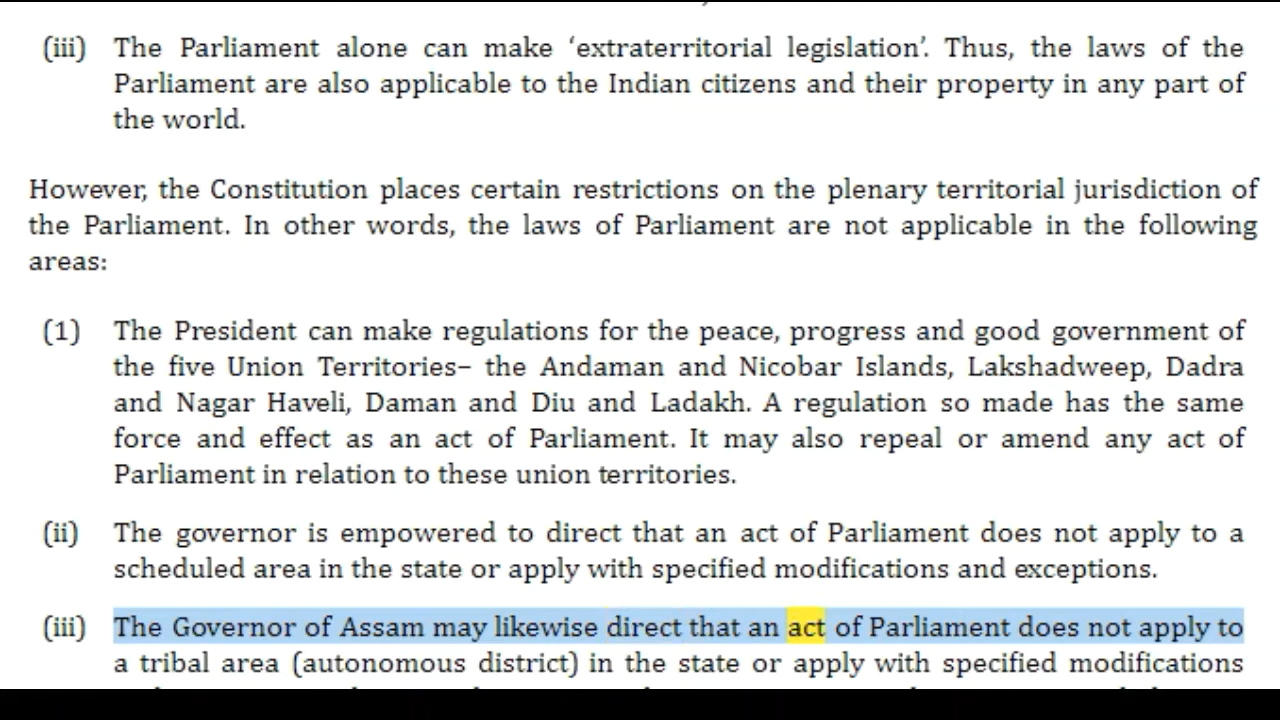 (iii) The Parliament alone can make ‘extraterritorial legislation’. Thus, the laws of the
Parliament are also applicable to the Indian citizens and their property in any part of
the world.
However, the Constitution places certain restrictions on the plenary territorial jurisdiction of
the Parliament. In other words, the laws of Parliament are not applicable in the following
areas:
(1) The President can make regulations for the peace, progress and good government of
the five Union Territories– the Andaman and Nicobar Islands, Lakshadweep, Dadra
and Nagar Haveli, Daman and Diu and Ladakh. A regulation so made has the same
force and effect as an act of Parliament. It may also repeal or amend any act of
Parliament in relation to these union territories.
(ii) The governor is empowered to direct that an act of Parliament does not apply to a
scheduled area in the state or apply with specified modifications and exceptions.
(iii) The Governor of Assam may likewise direct that an act of Parliament does not apply to
a tribal area (autonomous district) in the state or apply with specified modifications